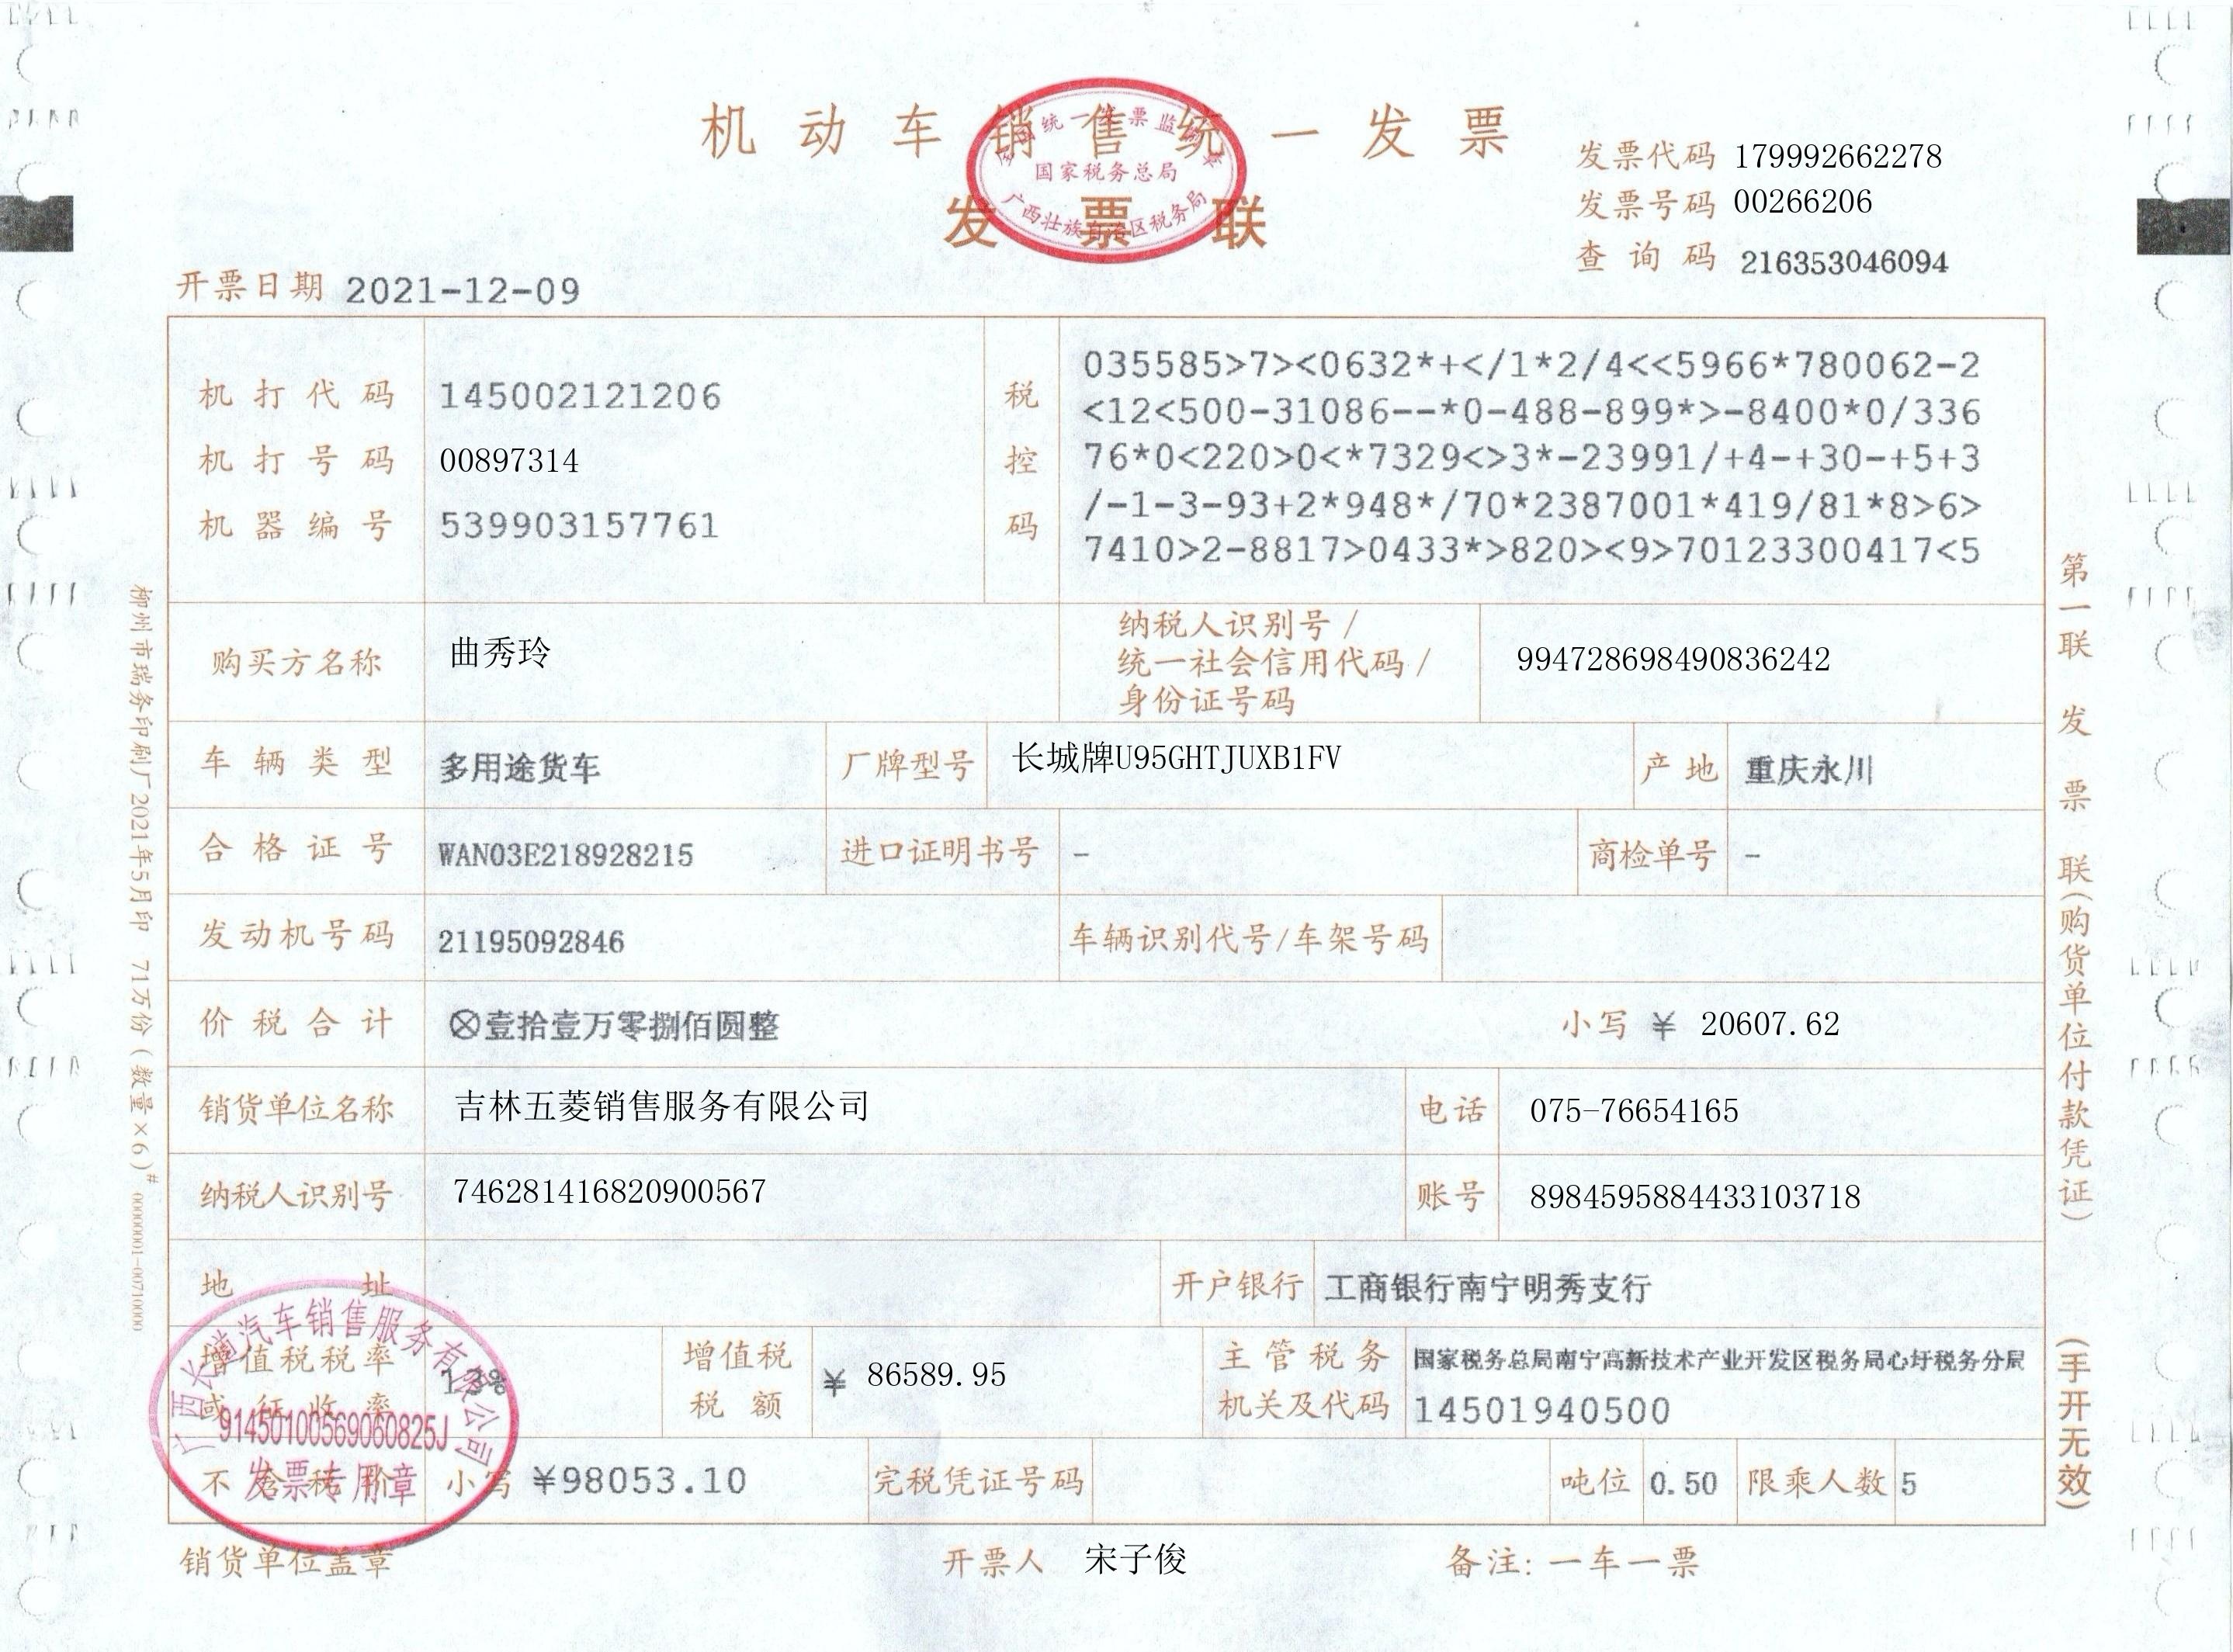 机动车销售统一发票
发票联
国家税务总局
广西壮族自治区税务局
发票代码 179992662278
发票号码 00266206
查询码 216353046094
开票日期 2021-12-09
机打代码 145002121206
机打号码 00897314
机器编号 539903157761
税控码
035585>7><0632*+</1*2/4<<5966*780062-2
<12<500-31086--*0-488-899*>-8400*0/336
76*0<220>0<*7329<>3*-23991/+4-+30-+5+3
/-1-3-93+2*948*/70*2387001*419/81*8>6>
7410>2-8817>0433*>820><9>70123300417<5
购买方名称 曲秀玲
纳税人识别号/
统一社会信用代码/
身份证号码
994728698490836242
车辆类型 多用途货车 厂牌型号 长城牌U95GHTJUXB1FV 产地 重庆永川
合格证号 WAN03E218928215 进口证明书号 - 商检单号 -
发动机号码 21195092846 车辆识别代号/车架号码
价税合计 ⊗壹拾壹万零捌佰圆整 小写 ¥ 20607.62
销货单位名称 吉林五菱销售服务有限公司 电话 075-76654165
纳税人识别号 746281416820900567 账号 8984595884433103718
地址 开户银行 工商银行南宁明秀支行
增值税税率
或征收率
13%
增值税
税额
¥ 86589.95
主管税务
机关及代码
国家税务总局南宁高新技术产业开发区税务局心圩税务分局
14501940500
不含税价 小写 ¥98053.10 完税凭证号码 吨位 0.50 限乘人数 5
汽车销售服务有限公司
91450100569060825J
发票专用章
销货单位盖章 开票人 宋子俊 备注:一车一票
第一联 发票联(购货单位付款凭证) (手开无效)
柳州市瑞务印刷厂2021年5月印 71万份(数量×6)# 0000001-00710000